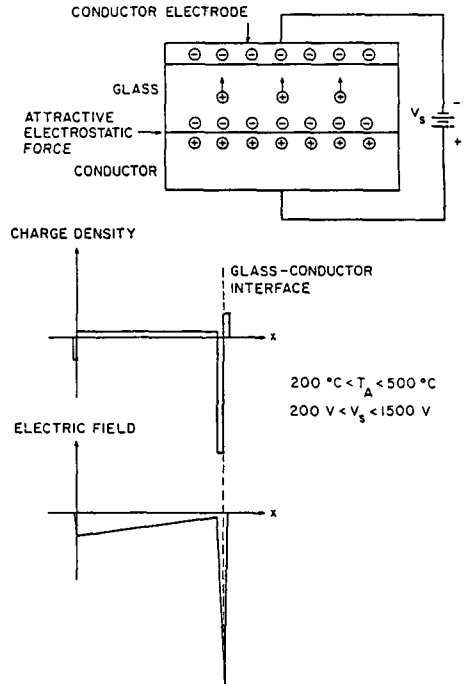 CONDUCTOR ELECTRODE
⊖ ⊖ ⊖ ⊖ ⊖ ⊖ ⊖
GLASS
⊕ ⊕ ⊕
⊖ ⊖ ⊖ ⊖ ⊖ ⊖ ⊖
⊕ ⊕ ⊕ ⊕ ⊕ ⊕ ⊕
ATTRACTIVE
ELECTROSTATIC
FORCE
CONDUCTOR
Vs
-
+
CHARGE DENSITY
GLASS-CONDUCTOR
INTERFACE
x
200 °C < TA < 500 °C
200 V < Vs < 1500 V
ELECTRIC FIELD
x